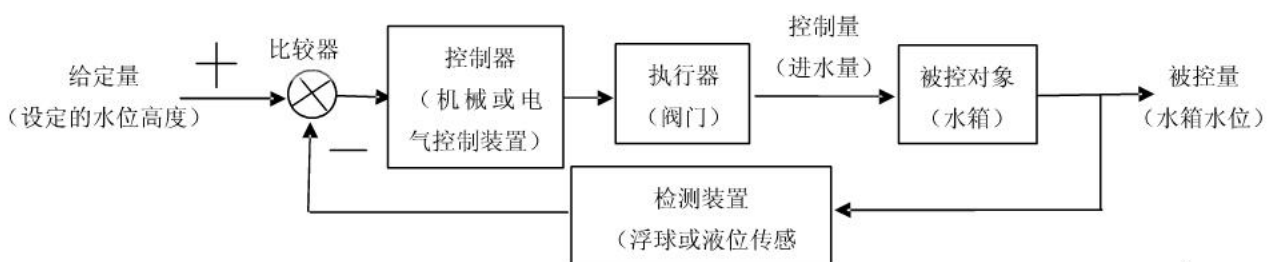 给定量
（设定的水位高度）
+
比较器
−
控制器
（机械或电
气控制装置）
执行器
（阀门）
控制量
（进水量）
被控对象
（水箱）
被控量
（水箱水位）
检测装置
（浮球或液位传感